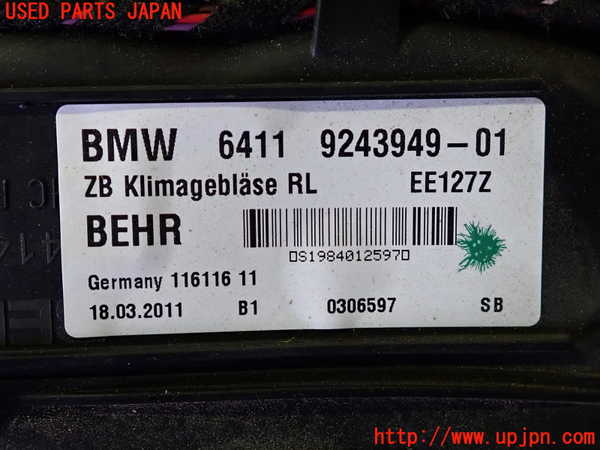 USED PARTS JAPAN
BMW 6411 9243949-01
ZB Klimagebläse RL EE127Z
BEHR
DS1984012597D
Germany 116116 11
18.03.2011 B1 0306597 SB
http://www.upjpn.com